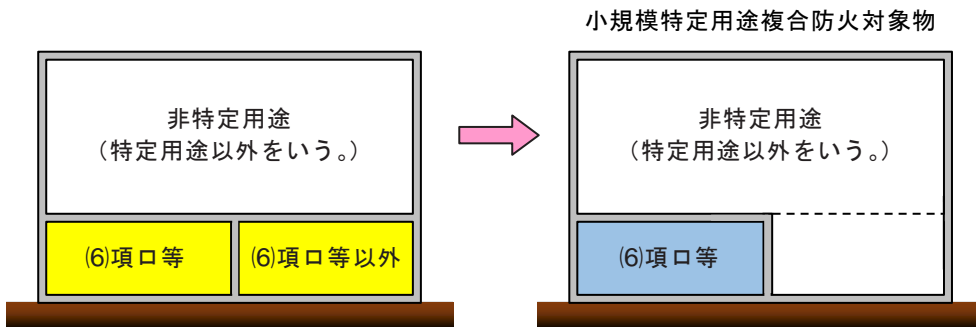 小規模特定用途複合防火対象物
非特定用途
（特定用途以外をいう。）
⑹項ロ等
⑹項ロ等以外
非特定用途
（特定用途以外をいう。）
⑹項ロ等